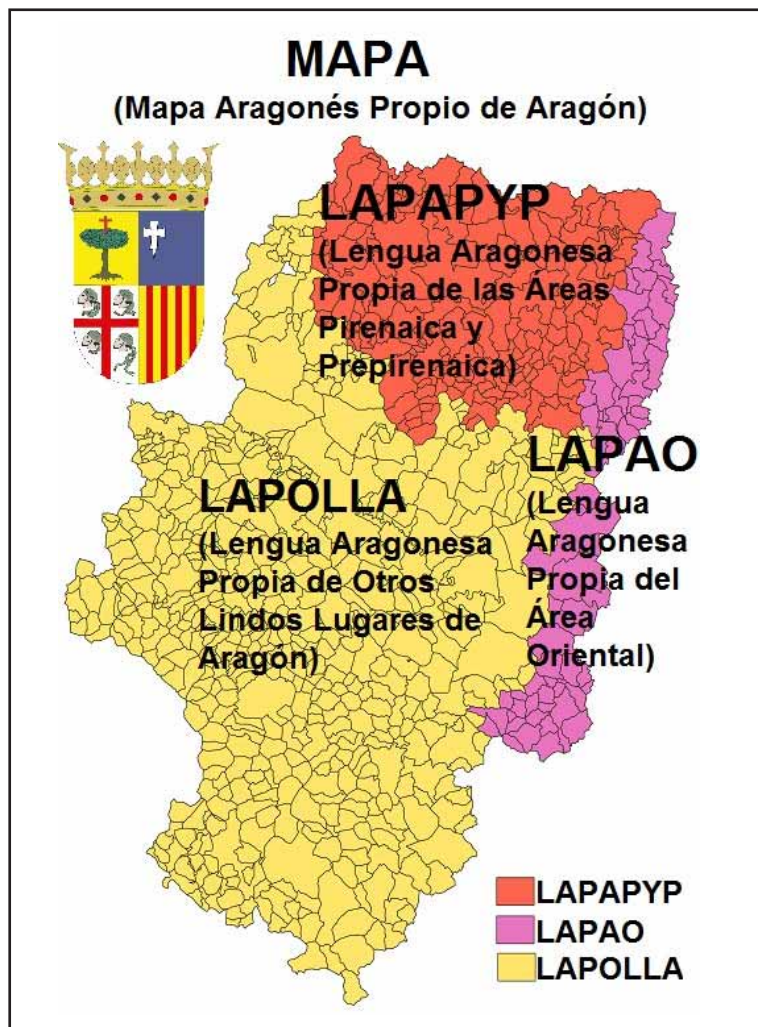 MAPA
(Mapa Aragonés Propio de Aragón)
LAPAPYP
(Lengua Aragonesa
Propia de las Áreas
Pirenaica y
Prepirenaica)
LAPAO
(Lengua
Aragonesa
Propia del
Área
Oriental)
LAPOLLA
(Lengua Aragonesa
Propia de Otros
Lindos Lugares de
Aragón)
LAPAPYP
LAPAO
LAPOLLA